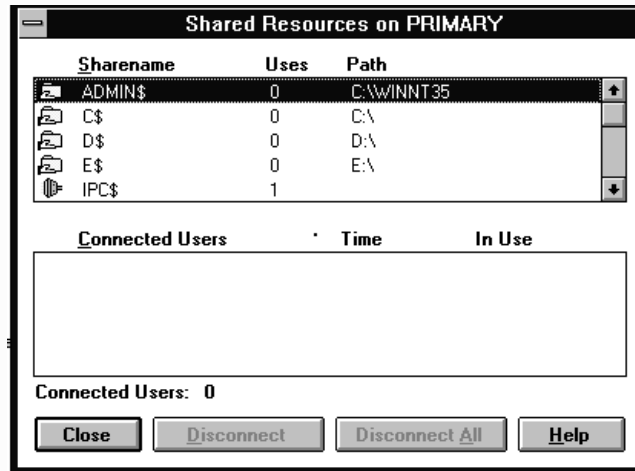 Shared Resources on PRIMARY
Sharename Uses Path
ADMIN$ 0 C:\WINNT35
C$ 0 C:\
D$ 0 D:\
E$ 0 E:\
IPC$ 1
Connected Users Time In Use
Connected Users: 0
Close Disconnect Disconnect All Help